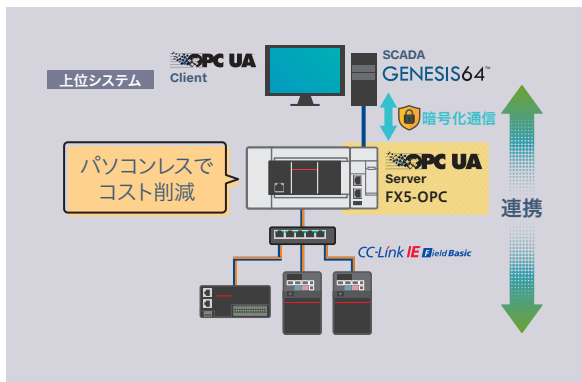 OPC UA
Client
SCADA
GENESIS64™
上位システム
暗号化通信
パソコンレスで
コスト削減
OPC UA
Server
FX5-OPC
連携
CC-Link IE Field Basic